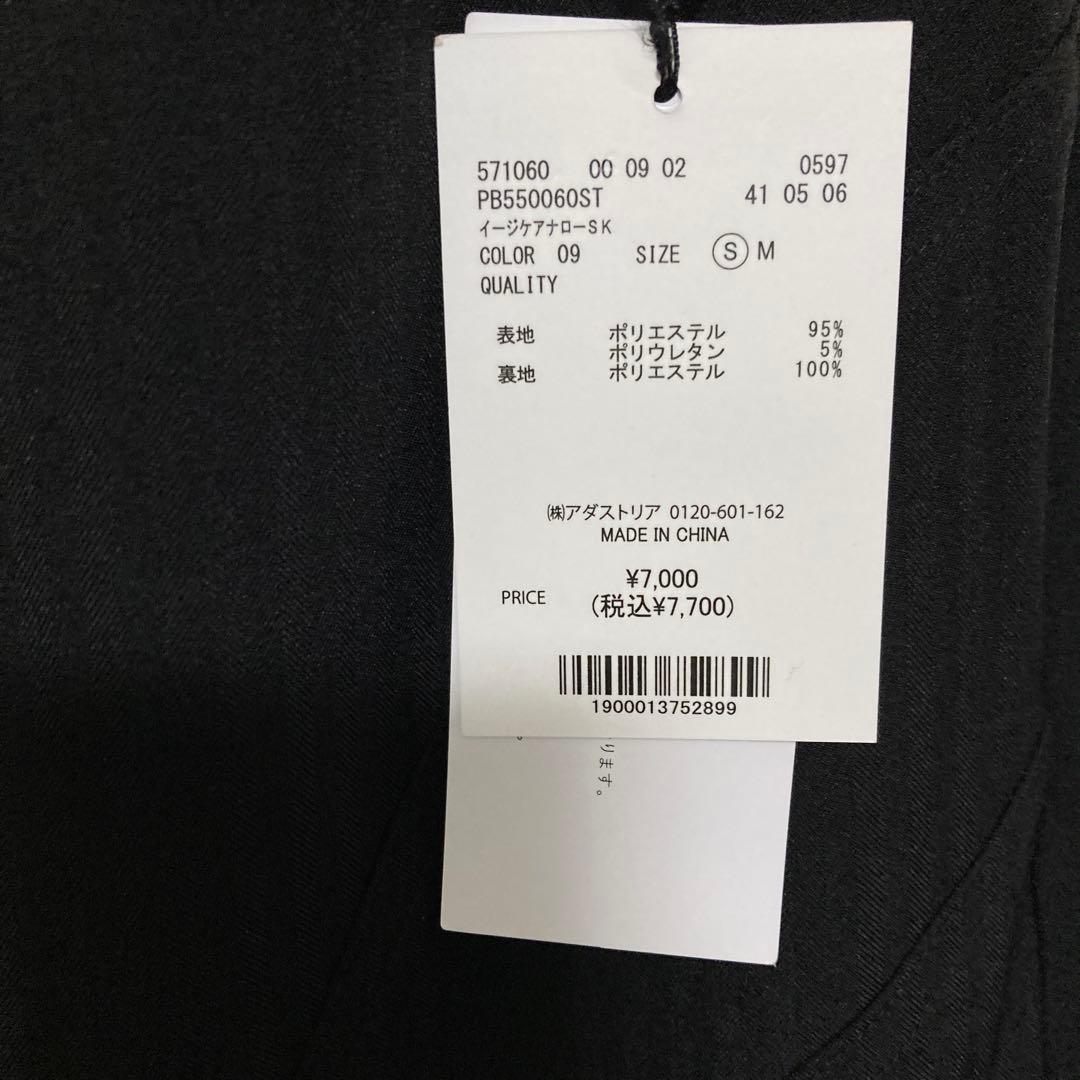 571060 00 09 02 0597
PB550060ST 41 05 06
イージケアナローSK
COLOR 09 SIZE Ⓢ M
QUALITY
表地 ポリエステル 95%
ポリウレタン 5%
裏地 ポリエステル 100%
㈱アダストリア 0120-601-162
MADE IN CHINA
¥7,000
PRICE (税込¥7,700)
1900013752899
ります。